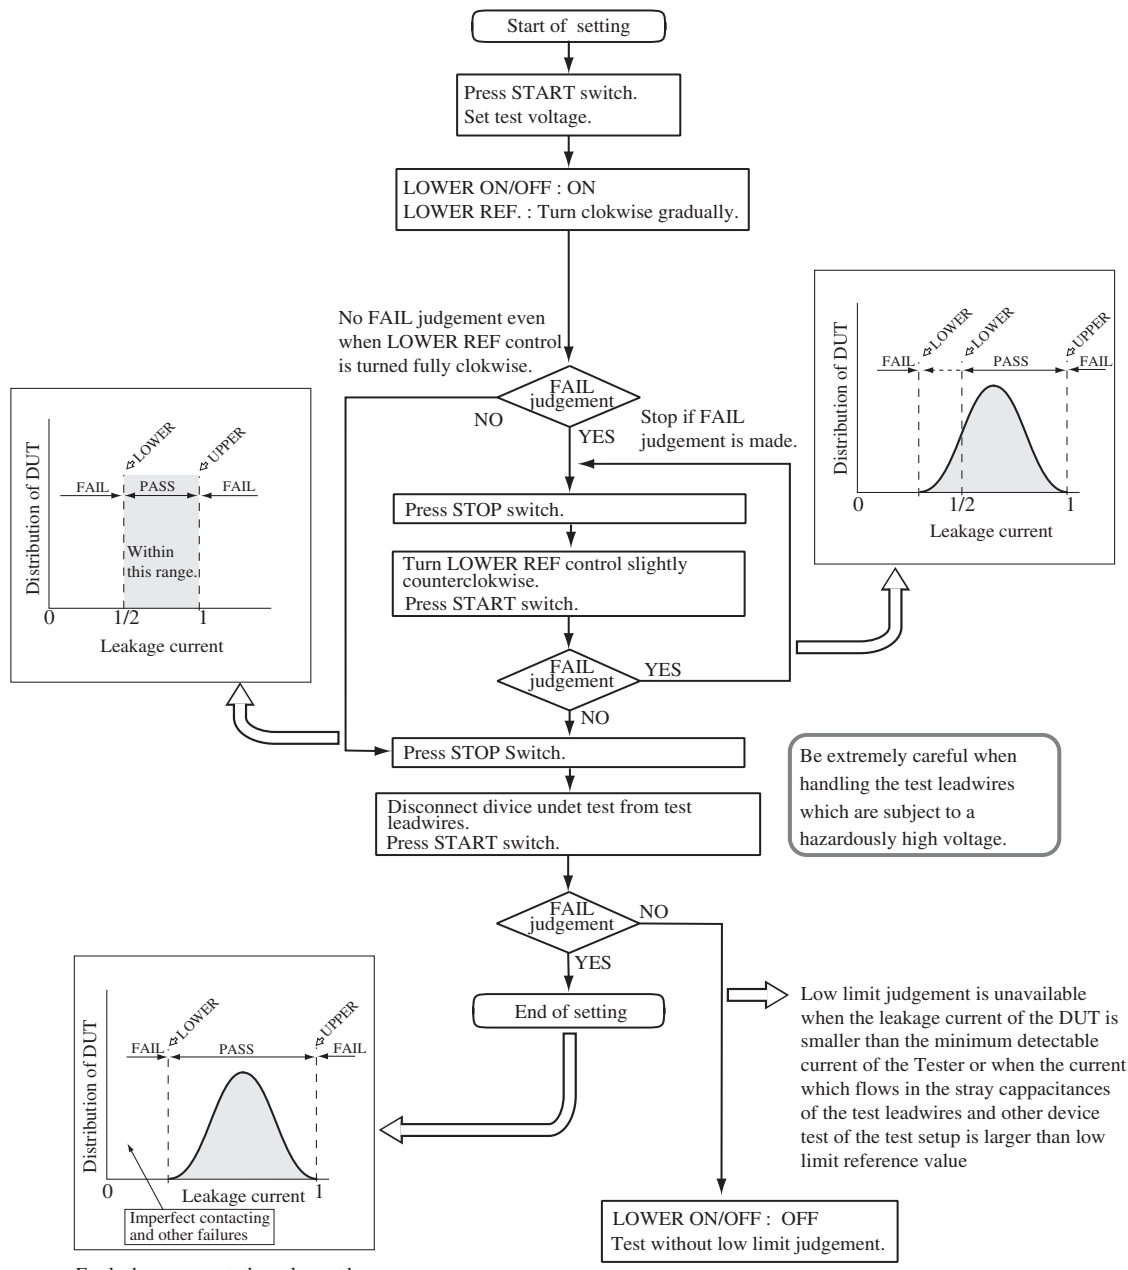 Start of setting
Press START switch.
Set test voltage.
LOWER ON/OFF : ON
LOWER REF. : Turn clokwise gradually.
No FAIL judgement even
when LOWER REF control
is turned fully clokwise.
FAIL
judgement
NO
YES
Stop if FAIL
judgement is made.
Distribution of DUT
LOWER
LOWER
UPPER
FAIL
PASS
FAIL
0
1/2
1
Leakage current
Distribution of DUT
LOWER
UPPER
FAIL
PASS
FAIL
Within
this range.
0
1/2
1
Leakage current
Press STOP switch.
Turn LOWER REF control slightly
counterclokwise.
Press START switch.
FAIL
judgement
YES
NO
Press STOP Switch.
Be extremely careful when
handling the test leadwires
which are subject to a
hazardously high voltage.
Disconnect divice undet test from test
leadwires.
Press START switch.
FAIL
judgement
NO
YES
End of setting
Low limit judgement is unavailable
when the leakage current of the DUT is
smaller than the minimum detectable
current of the Tester or when the current
which flows in the stray cappacitances
of the test leadwires and other device
test of the test setup is larger than low
limit reference value
Distribution of DUT
LOWER
UPPER
FAIL
PASS
FAIL
0
Leakage current
1
Imperfect contacting
and other failures
LOWER ON/OFF : OFF
Test without low limit judgement.